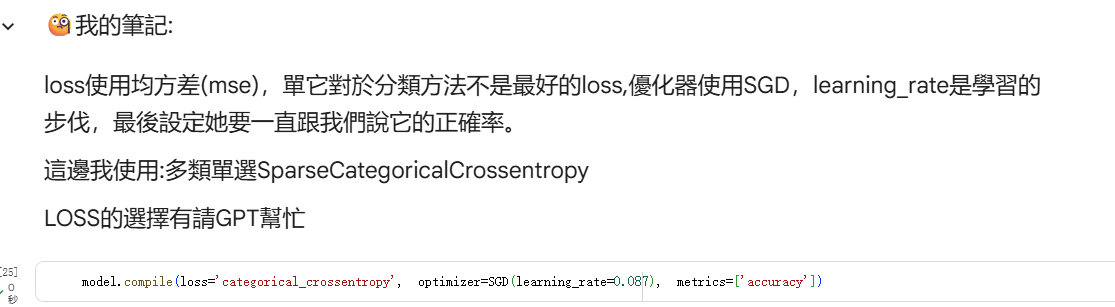 🧐我的筆記:
loss使用均方差(mse)，單它對於分類方法不是最好的loss,優化器使用SGD，learning_rate是學習的
步伐，最後設定她要一直跟我們說它的正確率。
這邊我使用:多類單選SparseCategoricalCrossentropy
LOSS的選擇有請GPT幫忙
[25]
0
秒
model.compile(loss='categorical_crossentropy', optimizer=SGD(learning_rate=0.087), metrics=['accuracy'])